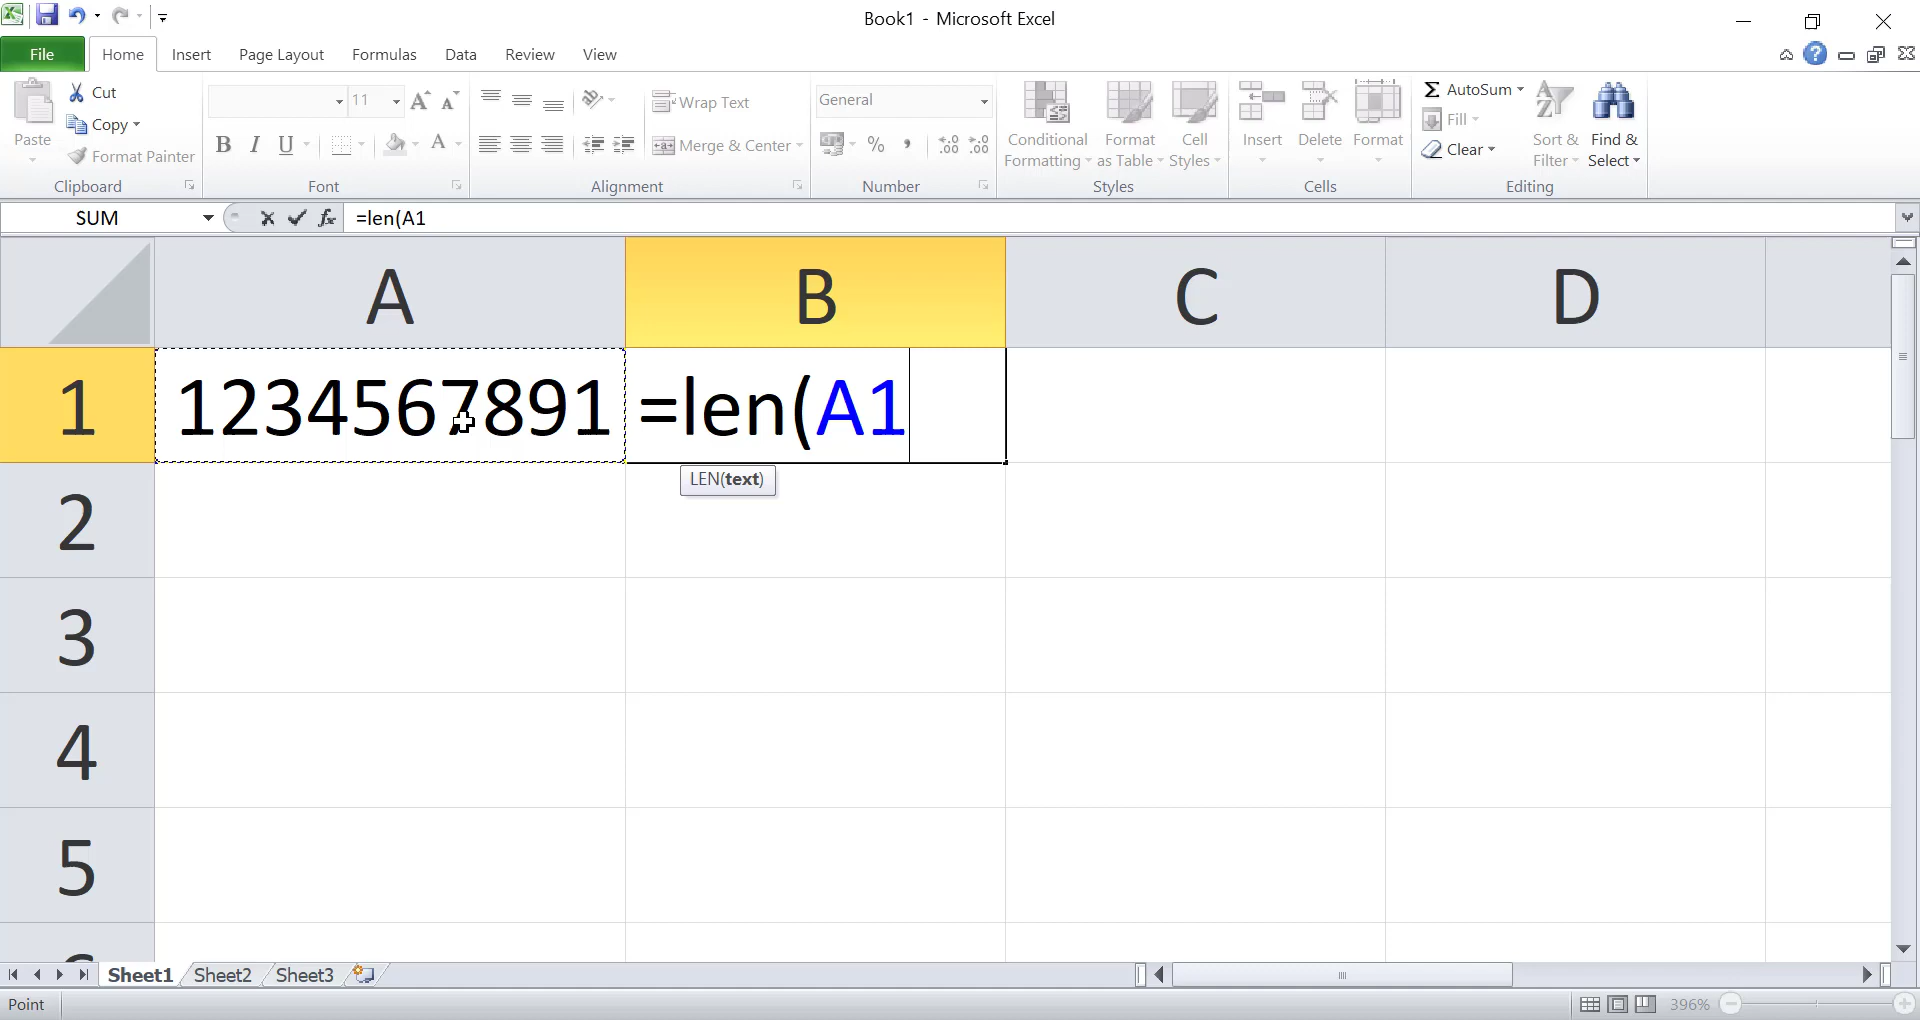 Book1 - Microsoft Excel
File Home Insert Page Layout Formulas Data Review View
Paste
Cut
Copy
Format Painter
Clipboard
11
B I U
A
Font
Wrap Text
Merge & Center
Alignment
General
%
Number
Conditional Formatting
Format as Table
Cell Styles
Styles
Insert
Delete
Format
Cells
AutoSum
Fill
Clear
Sort & Filter
Find & Select
Editing
SUM fx =len(A1
A B C D
1 1234567891 =len(A1
LEN(text)
2
3
4
5
Sheet1 Sheet2 Sheet3
Point 396%